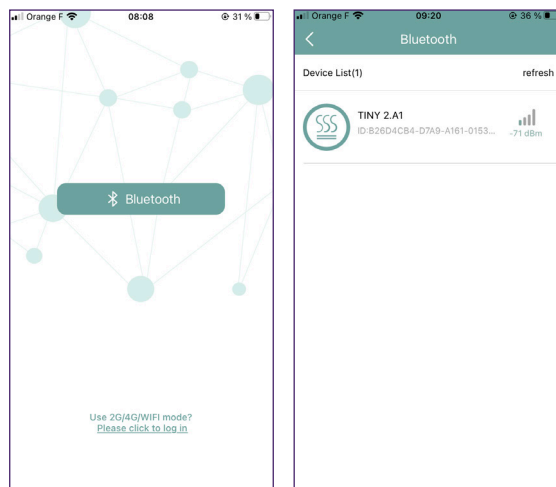 Orange F 08:08 31 %
Bluetooth
Use 2G/4G/WIFI mode?
Please click to log in
Orange F 09:20 36 %
Bluetooth
Device List(1) refresh
SSS TINY 2.A1
ID:B26D4CB4-D7A9-A161-0153...
-71 dBm